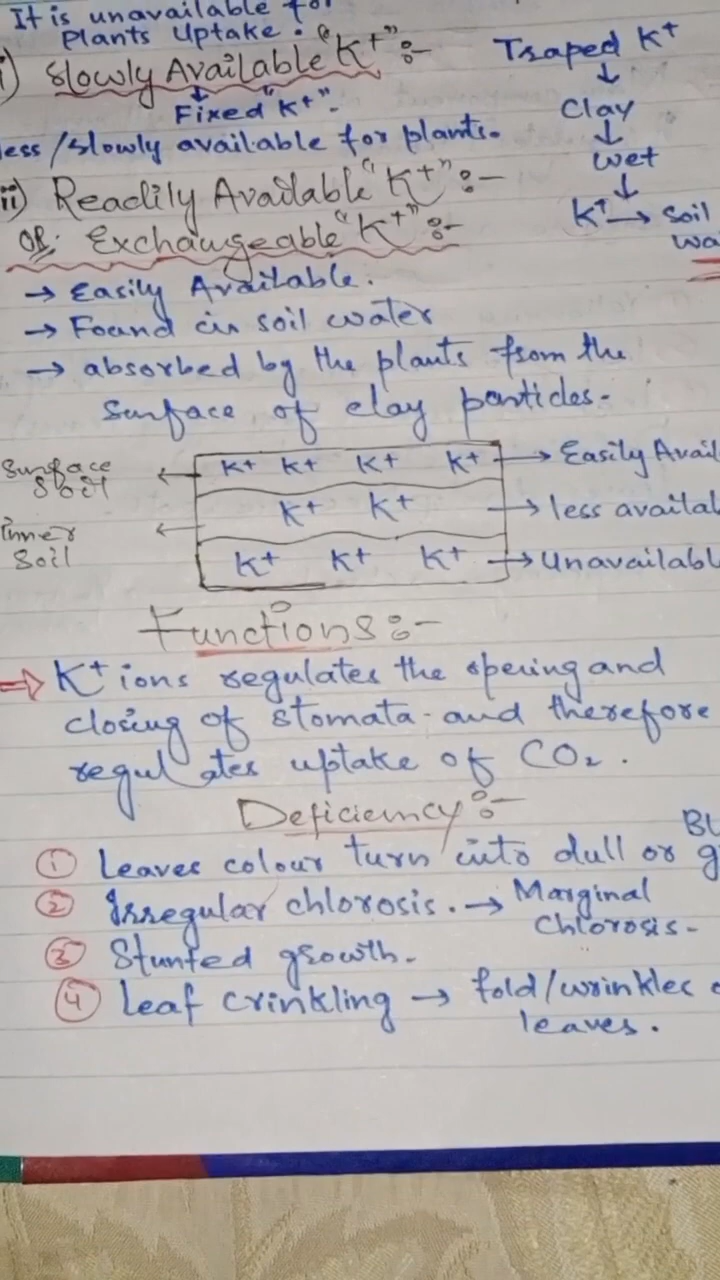 It is unavailable for
Plants Uptake.
i) Slowly Available "K+":-
Fixed "K+".
less/slowly available for plants.
Traped K+
↓
Clay
↓
Wet
↓
K+ → Soil
ii) Readily Available "K+":-
OR: Exchangeable "K+":-
→ Easily Available.
→ Found in soil water
→ absorbed by the plants from the
Surface of clay particles.
Surface Soil ← K+ K+ K+ K+ → Easily Avail
K+ K+ → less availab
Inner Soil ← K+ K+ K+ → Unavailabl
Functions:-
⇒ K+ ions regulates the opening and
closing of stomata and therefore
regulates uptake of CO2.
Deficiency:-
① Leaves colour turn into dull or
② Irregular chlorosis. → Marginal
Chlorosis-
③ Stunted growth.
④ Leaf crinkling → fold/wrinkles
leaves.